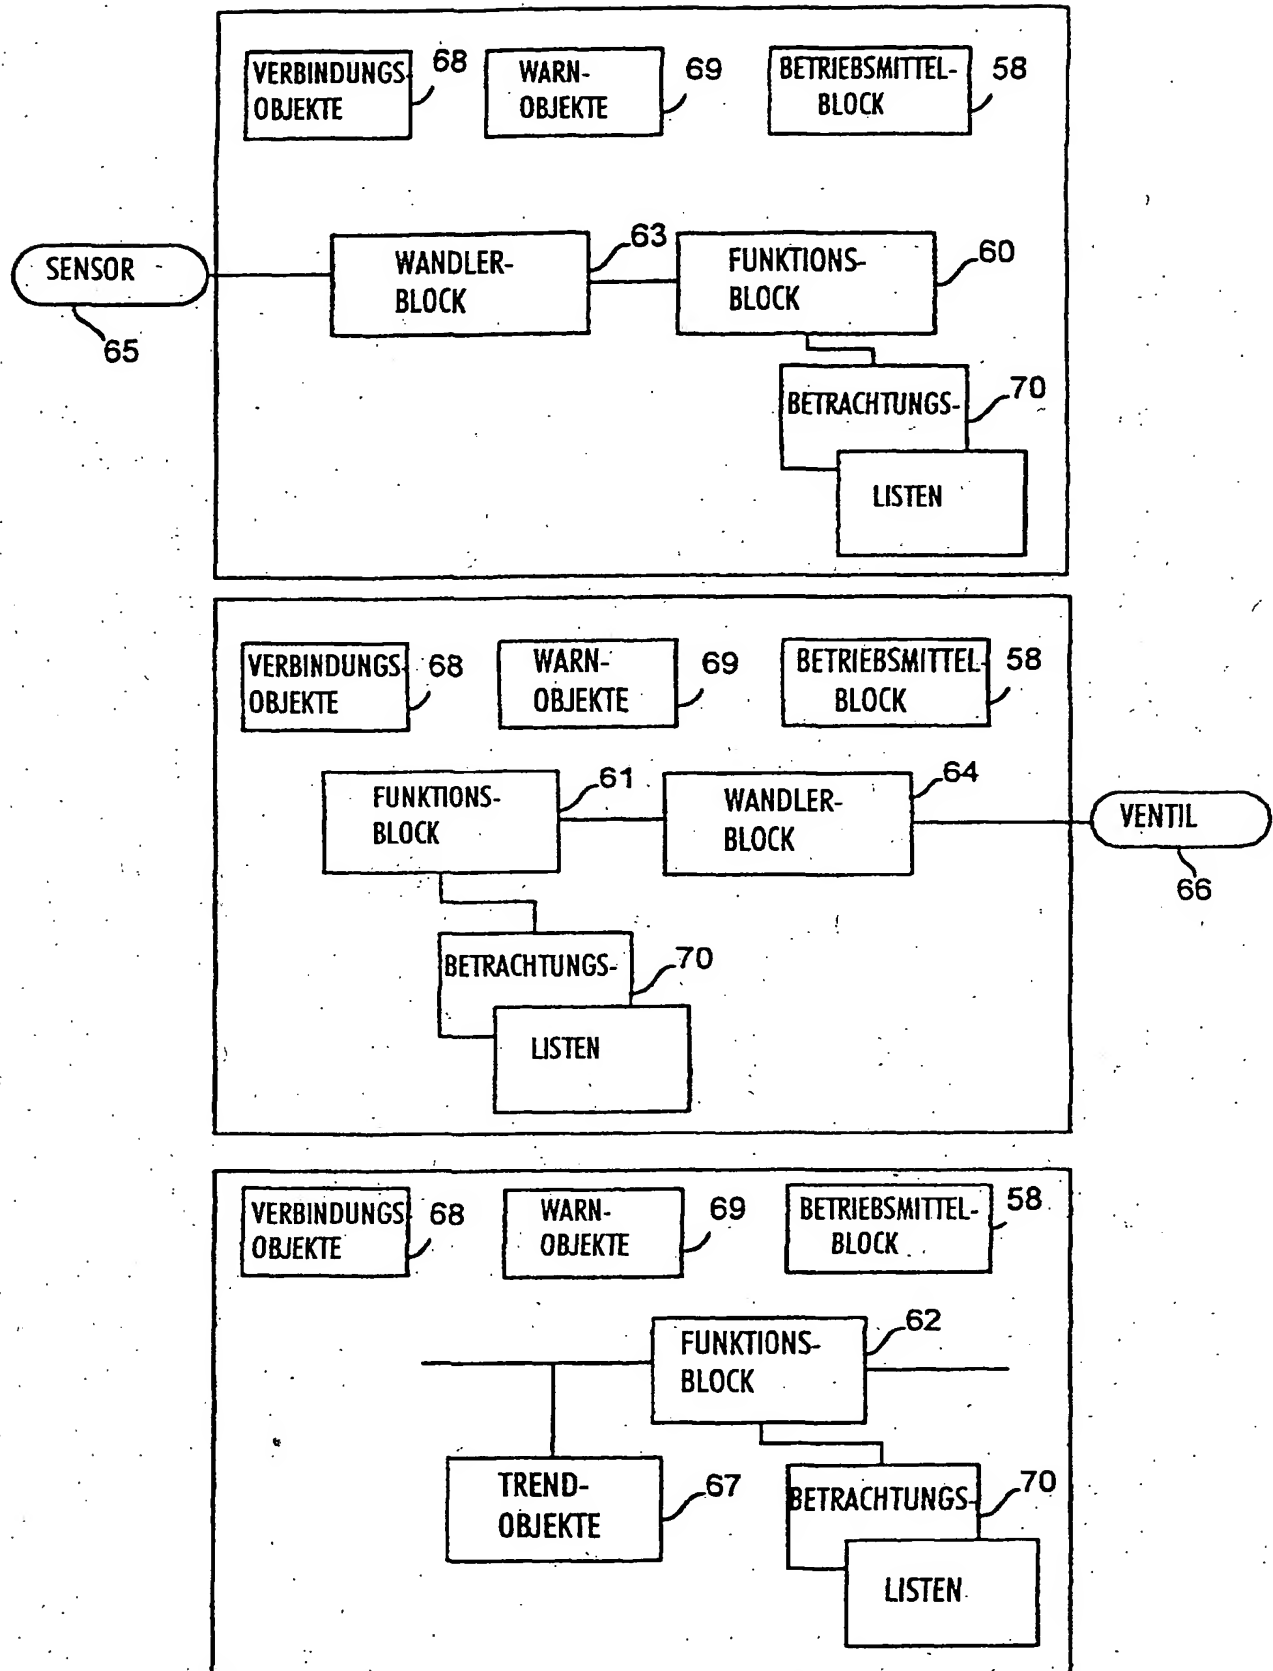 VERBINDUNGS
OBJEKTE
68
WARN-
OBJEKTE
69
BETRIEBSMITTEL-
BLOCK
58
SENSOR
65
WANDLER-
BLOCK
63
FUNKTIONS-
BLOCK
60
BETRACHTUNGS-
70
LISTEN
VERBINDUNGS-
OBJEKTE
68
WARN-
OBJEKTE
69
BETRIEBSMITTEL-
BLOCK
58
FUNKTIONS-
BLOCK
61
WANDLER-
BLOCK
64
VENTIL
66
BETRACHTUNGS-
70
LISTEN
VERBINDUNGS
OBJEKTE
68
WARN-
OBJEKTE
69
BETRIEBSMITTEL-
BLOCK
58
FUNKTIONS-
BLOCK
62
TREND-
OBJEKTE
67
BETRACHTUNGS-
70
LISTEN